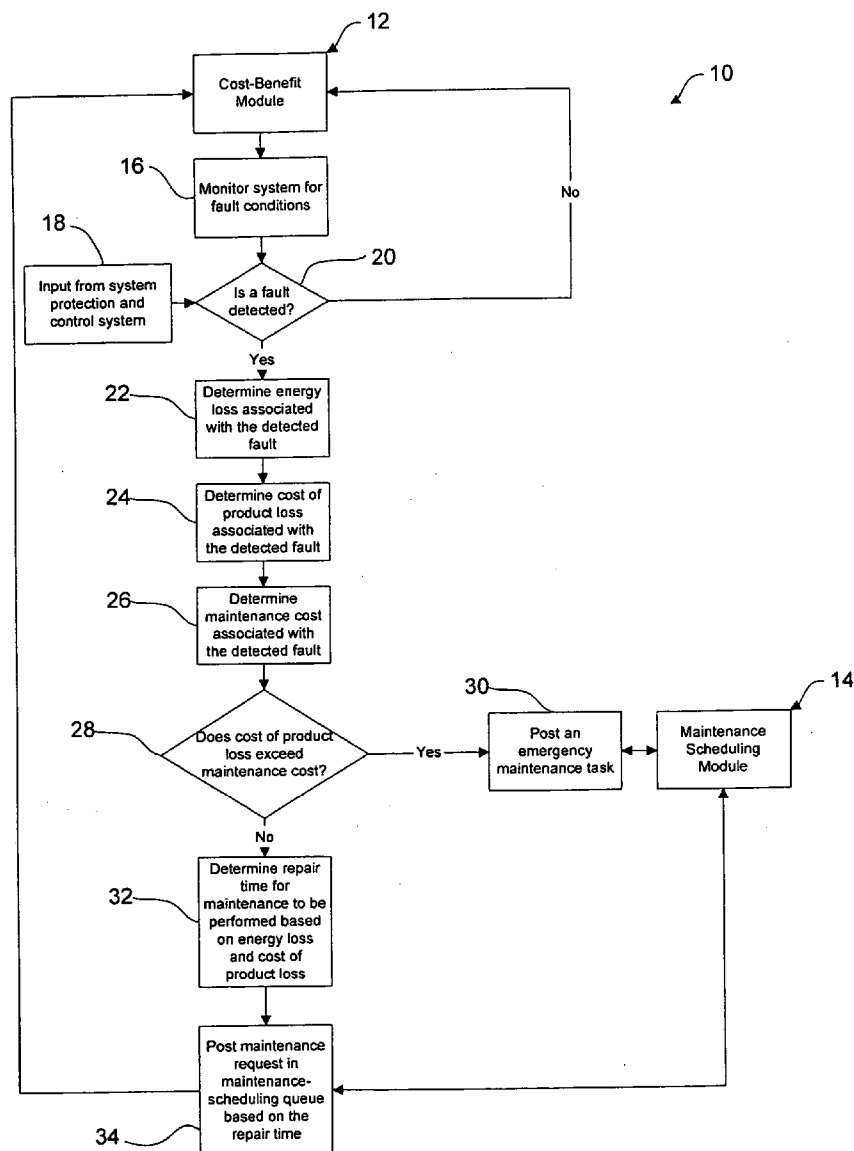 12
Cost-Benefit
Module
10
16
Monitor system for
fault conditions
No
18
20
Input from system
protection and
control system
Is a fault
detected?
Yes
22
Determine energy
loss associated
with the detected
fault
24
Determine cost of
product loss
associated with
the detected fault
26
Determine
maintenance cost
associated with
the detected fault
28
Does cost of product
loss exceed
maintenance cost?
Yes
30
Post an
emergency
maintenance task
14
Maintenance
Scheduling
Module
No
32
Determine repair
time for
maintenance to be
performed based
on energy loss
and cost of
product loss
Post maintenance
request in
maintenance-
scheduling queue
based on the
repair time
34